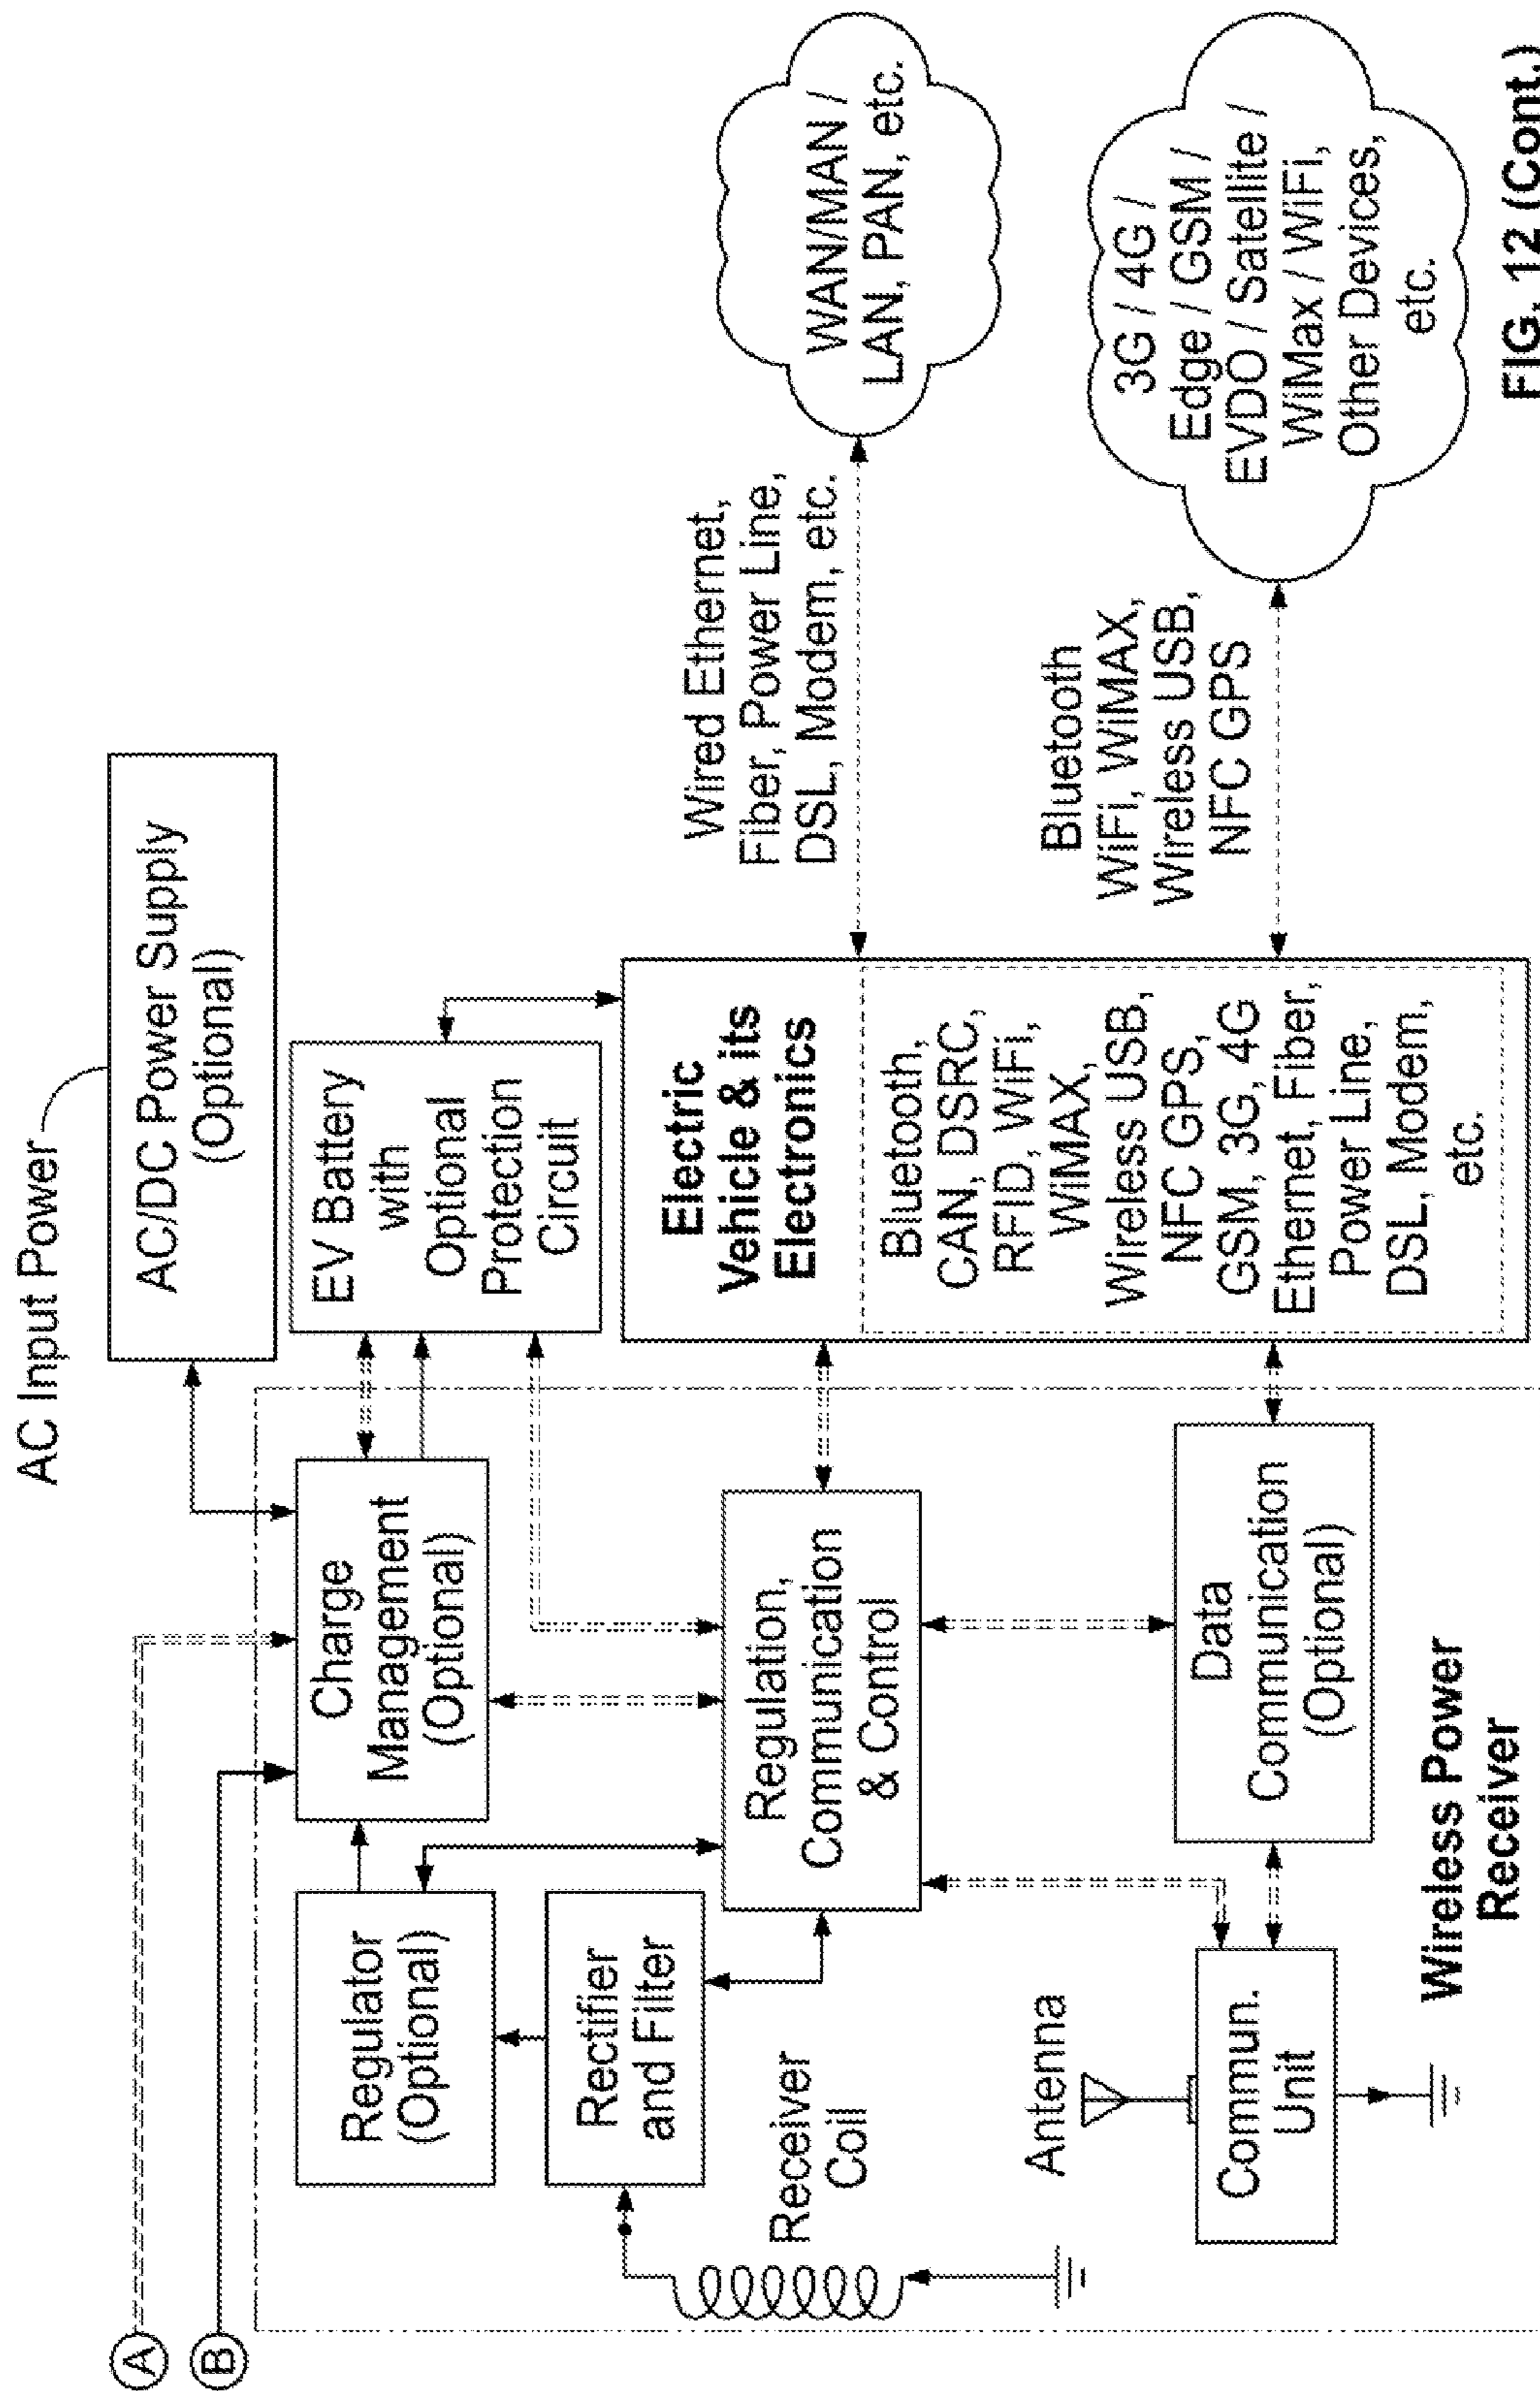 AC Input Power
AC/DC Power Supply
(Optional)
A
B
Regulator
(Optional)
Charge
Management
(Optional)
EV Battery
with
Optional
Protection
Circuit
Rectifier
and Filter
Receiver
Coil
Regulation,
Communication
& Control
Electric
Vehicle & its
Electronics
Bluetooth,
CAN, DSRC,
RFID, WiFi,
WiMAX,
Wireless USB,
NFC GPS,
GSM, 3G, 4G
Ethernet, Fiber,
Power Line,
DSL, Modem,
etc.
Wired Ethernet,
Fiber, Power Line,
DSL, Modem, etc.
WAN/MAN /
LAN, PAN, etc.
Bluetooth
WiFi, WiMAX,
Wireless USB,
NFC GPS
3G / 4G /
Edge / GSM /
EVDO / Satellite /
WiMax / WiFi,
Other Devices,
etc.
Antenna
Commun.
Unit
Data
Communication
(Optional)
Wireless Power
Receiver
FIG. 12 (Cont.)